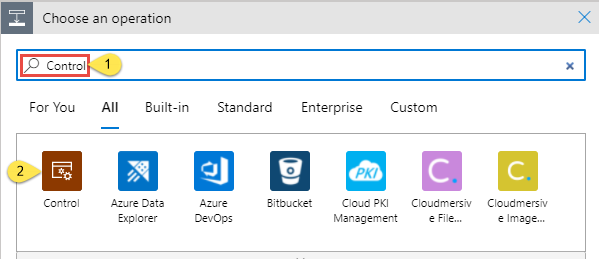 Choose an operation
Control
1
For You All Built-in Standard Enterprise Custom
2
PKI
C. C.
Control Azure Data Azure Bitbucket Cloud PKI Cloudmersiv Cloudmersiv
Explorer DevOps Management e File... e Image...